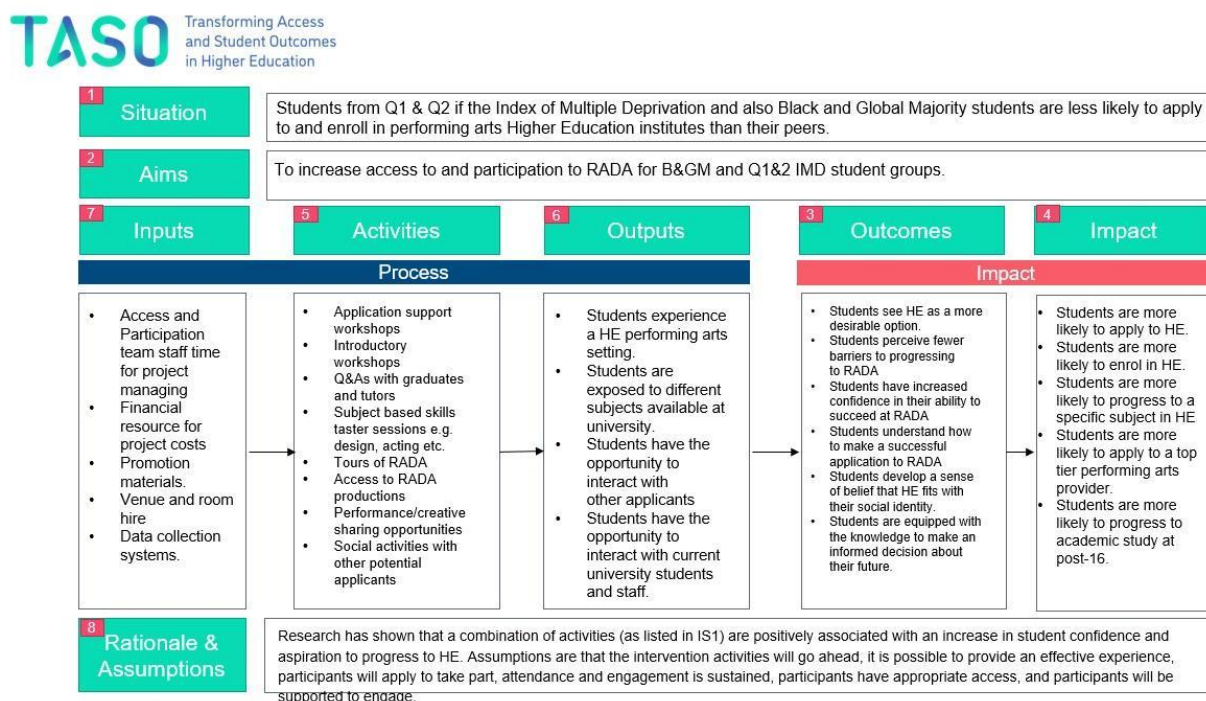 TASO
Transforming Access
and Student Outcomes
in Higher Education
1
Situation
Students from Q1 & Q2 if the Index of Multiple Deprivation and also Black and Global Majority students are less likely to apply
to and enroll in performing arts Higher Education institutes than their peers.
2
Aims
To increase access to and participation to RADA for B&GM and Q1&2 IMD student groups.
7
Inputs
5
Activities
6
Outputs
3
Outcomes
4
Impact
Process
Impact
• Access and
Participation
team staff time
for project
managing
• Financial
resource for
project costs
• Promotion
materials.
• Venue and room
hire
• Data collection
systems.
• Application support
workshops
• Introductory
workshops
• Q&As with graduates
and tutors
• Subject based skills
taster sessions e.g.
design, acting etc.
• Tours of RADA
• Access to RADA
productions
• Performance/creative
sharing opportunities
• Social activities with
other potential
applicants
• Students experience
a HE performing arts
setting.
• Students are
exposed to different
subjects available at
university.
• Students have the
opportunity to
interact with
other applicants
• Students have the
opportunity to
interact with current
university students
and staff.
• Students see HE as a more
desirable option.
• Students perceive fewer
barriers to progressing
to RADA
• Students have increased
confidence in their ability to
succeed at RADA
• Students understand how
to make a successful
application to RADA
• Students develop a sense
of belief that HE fits with
their social identity.
• Students are equipped with
the knowledge to make an
informed decision about
their future.
• Students are more
likely to apply to HE.
• Students are more
likely to enrol in HE.
• Students are more
likely to progress to a
specific subject in HE
• Students are more
likely to apply to a top
tier performing arts
provider.
• Students are more
likely to progress to
academic study at
post-16.
8
Rationale &
Assumptions
Research has shown that a combination of activities (as listed in IS1) are positively associated with an increase in student confidence and
aspiration to progress to HE. Assumptions are that the intervention activities will go ahead, it is possible to provide an effective experience,
participants will apply to take part, attendance and engagement is sustained, participants have appropriate access, and participants will be
supported to engage.